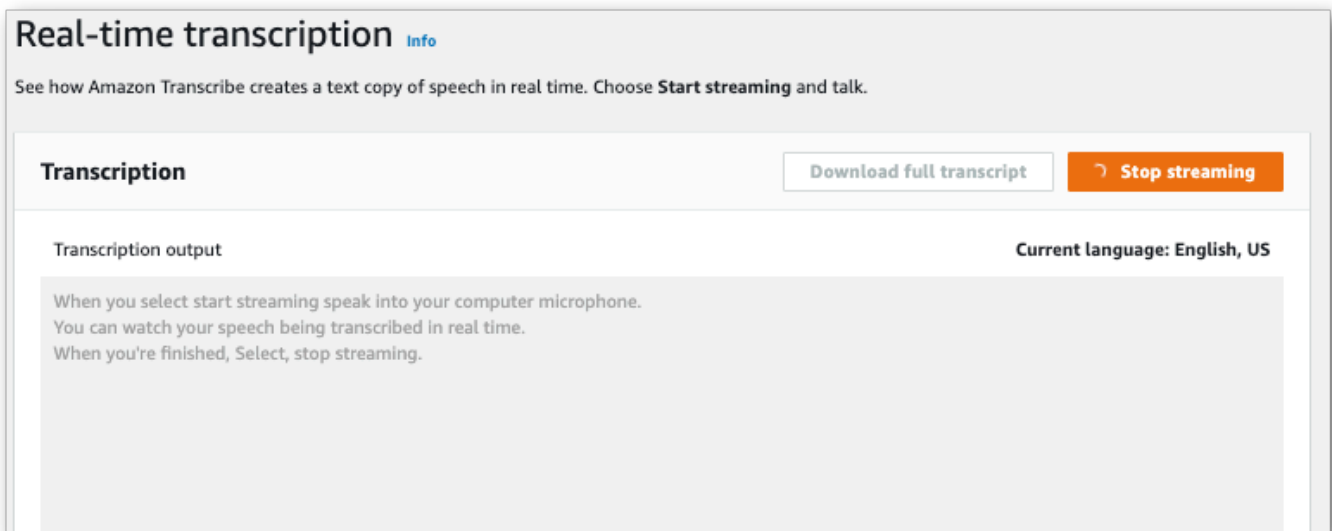 Real-time transcription Info
See how Amazon Transcribe creates a text copy of speech in real time. Choose Start streaming and talk.
Transcription
Download full transcript
Stop streaming
Transcription output
Current language: English, US
When you select start streaming speak into your computer microphone.
You can watch your speech being transcribed in real time.
When you're finished, Select, stop streaming.